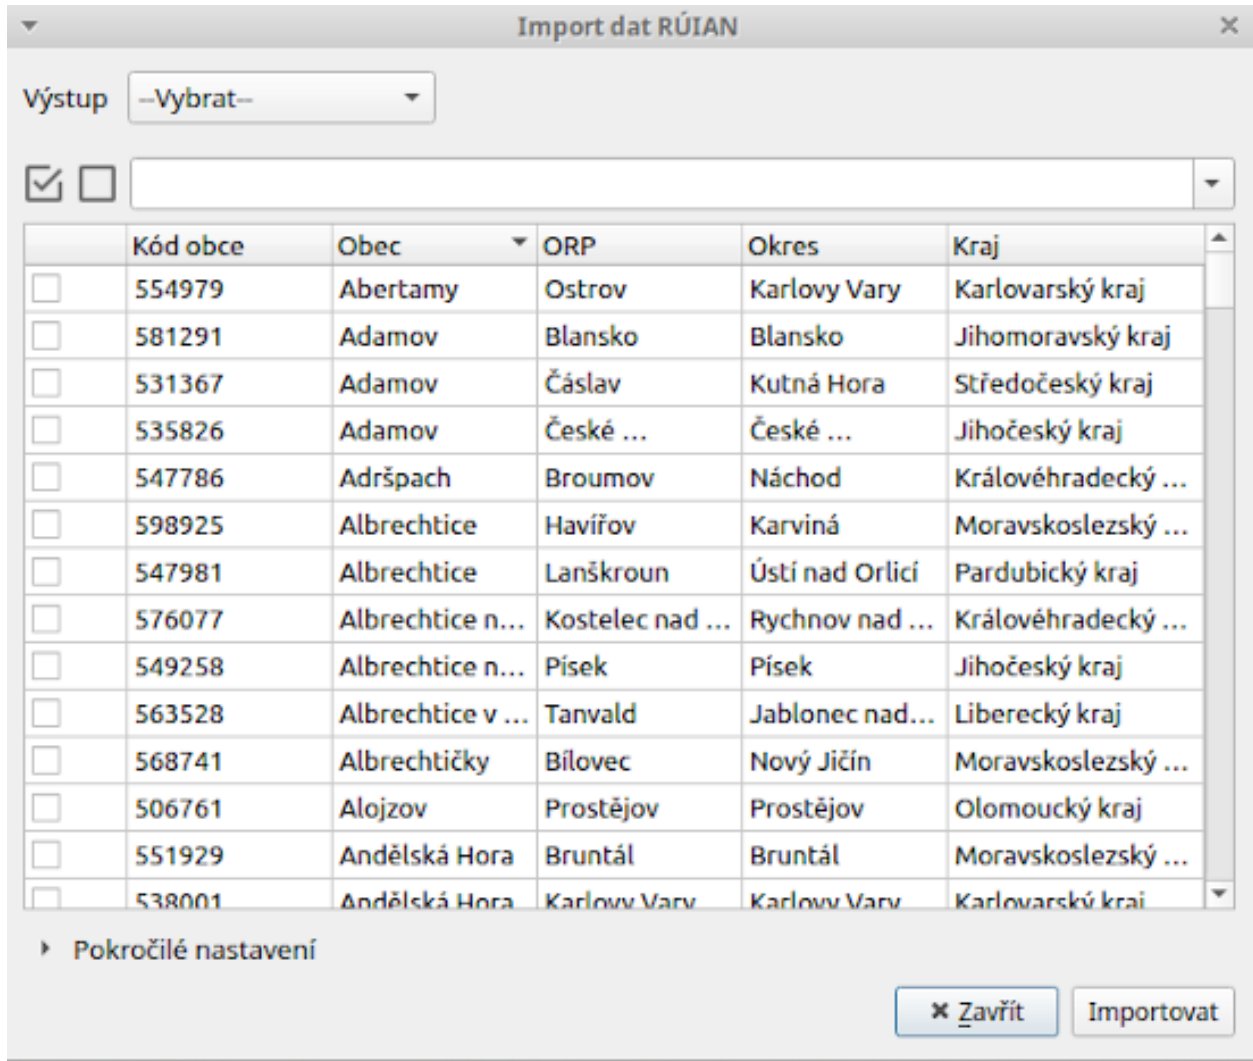 Import dat RÚIAN
Výstup --Vybrat--
Kód obce Obec ORP Okres Kraj
554979 Abertamy Ostrov Karlovy Vary Karlovarský kraj
581291 Adamov Blansko Blansko Jihomoravský kraj
531367 Adamov Čáslav Kutná Hora Středočeský kraj
535826 Adamov České ... České ... Jihočeský kraj
547786 Adršpach Broumov Náchod Královéhradecký ...
598925 Albrechtice Havířov Karviná Moravskoslezský ...
547981 Albrechtice Lanškroun Ústí nad Orlicí Pardubický kraj
576077 Albrechtice n... Kostelec nad ... Rychnov nad ... Královéhradecký ...
549258 Albrechtice n... Písek Písek Jihočeský kraj
563528 Albrechtice v ... Tanvald Jablonec nad... Liberecký kraj
568741 Albrechtičky Bílovec Nový Jičín Moravskoslezský ...
506761 Alojzov Prostějov Prostějov Olomoucký kraj
551929 Andělská Hora Bruntál Bruntál Moravskoslezský ...
538001 Andělská Hora Karlovy Vary Karlovy Vary Karlovarský kraj
Pokročilé nastavení
Zavřít Importovat